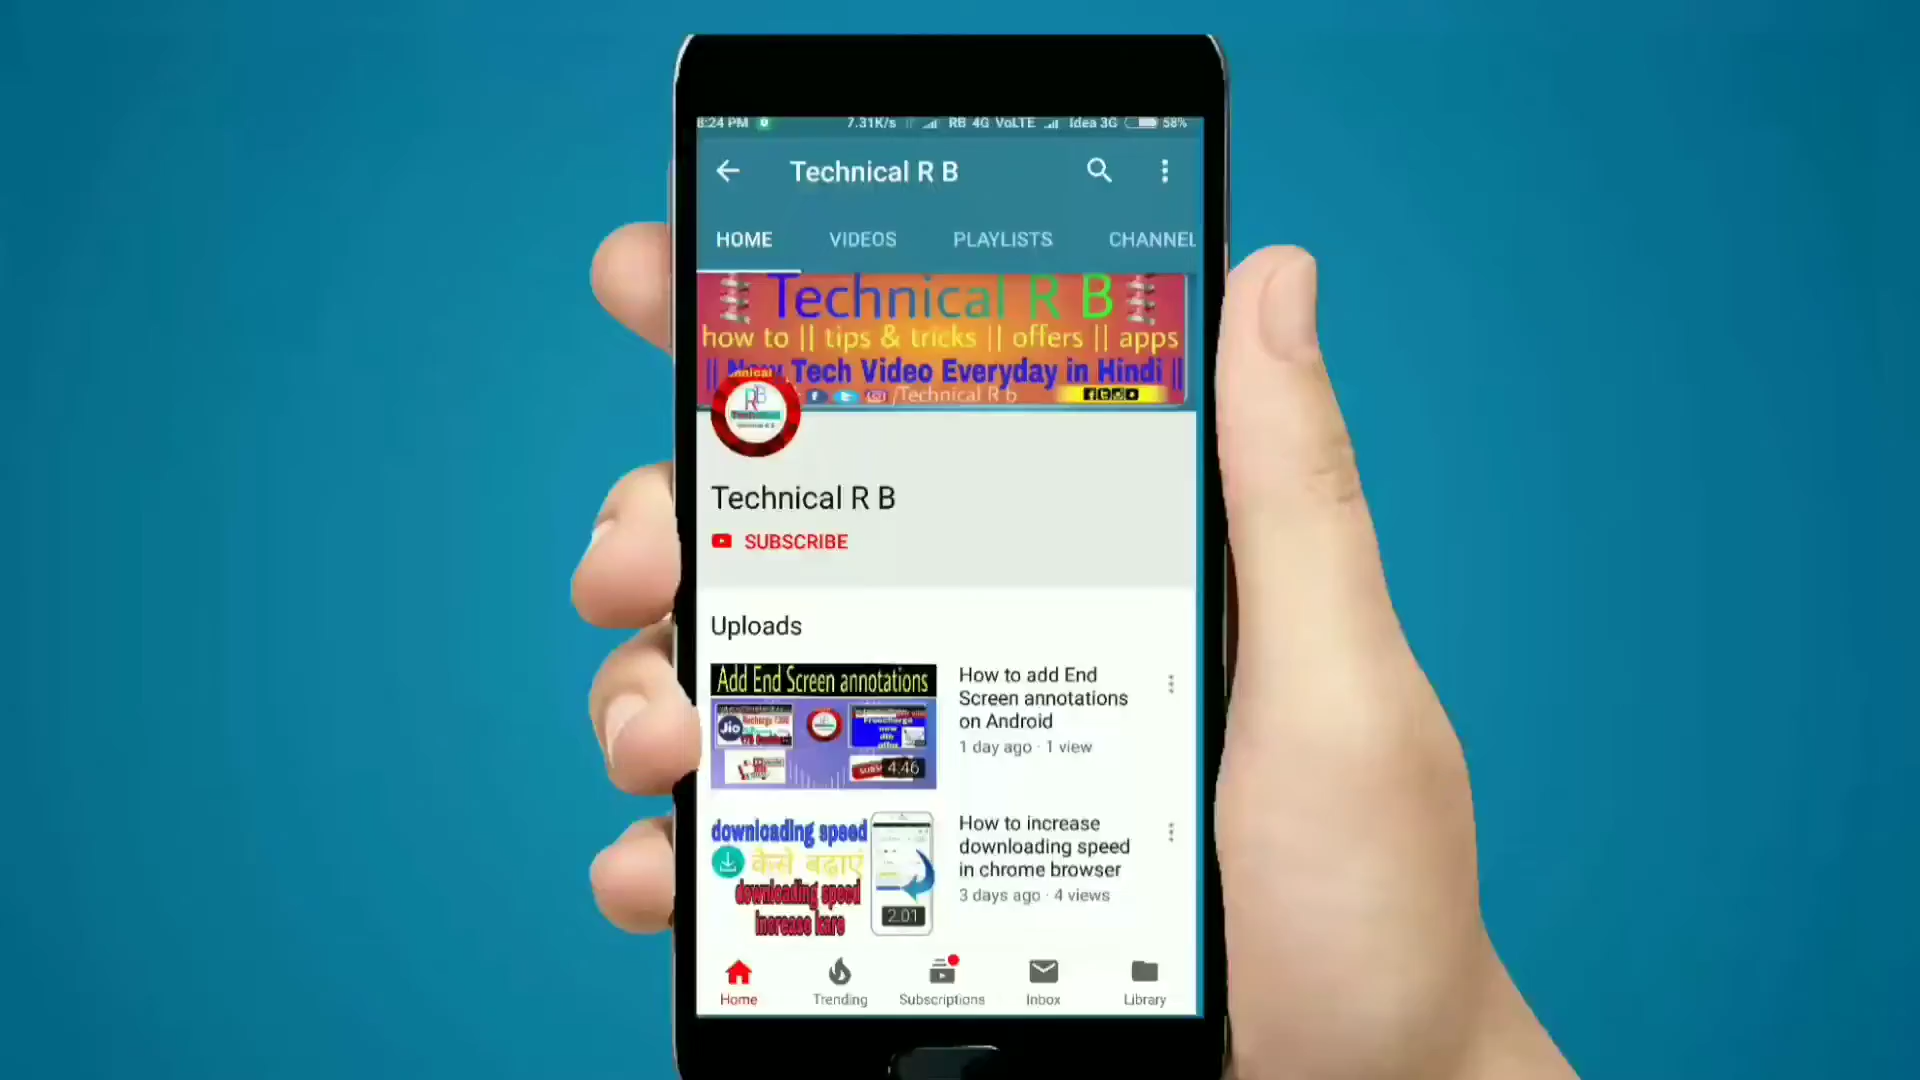 8:24 PM 7.31K/s RB 4G VoLTE Idea 3G 58%
Technical R B
HOME VIDEOS PLAYLISTS CHANNEL
Technical R B
how to || tips & tricks || offers || apps
|| New Tech Video Everyday in Hindi ||
/Technical R b
RB
Technical R B
SUBSCRIBE
Uploads
Add End Screen annotations
Jio
4:46
How to add End
Screen annotations
on Android
1 day ago · 1 view
downloading speed
कैसे बढाएं
downloading speed
increase kare
2:01
How to increase
downloading speed
in chrome browser
3 days ago · 4 views
Home Trending Subscriptions Inbox Library